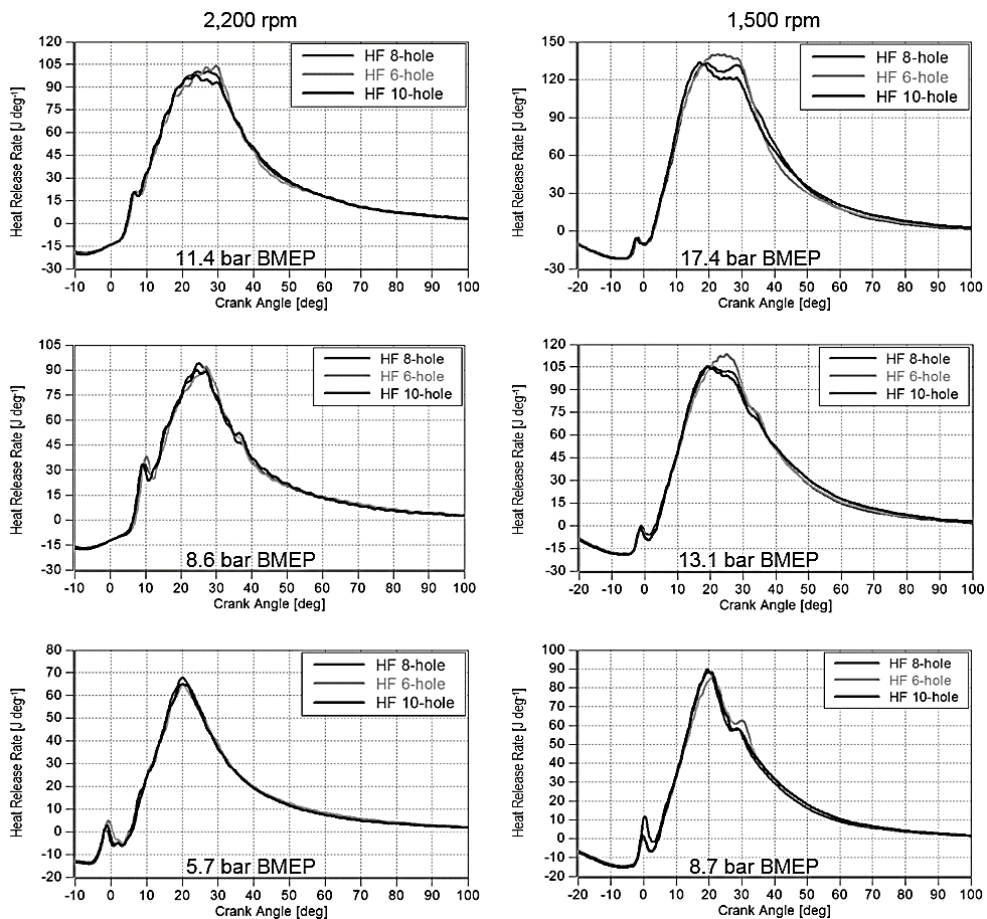 2,200 rpm
1,500 rpm
Heat Release Rate [J deg⁻¹]
120
105
90
75
60
45
30
15
0
-15
-30
HF 8-hole
HF 6-hole
HF 10-hole
11.4 bar BMEP
-10 0 10 20 30 40 50 60 70 80 90 100
Crank Angle [deg]
Heat Release Rate [J deg⁻¹]
150
120
90
60
30
0
-30
HF 8-hole
HF 6-hole
HF 10-hole
17.4 bar BMEP
-20 -10 0 10 20 30 40 50 60 70 80 90 100
Crank Angle [deg]
Heat Release Rate [J deg⁻¹]
105
90
75
60
45
30
15
0
-15
-30
HF 8-hole
HF 6-hole
HF 10-hole
8.6 bar BMEP
-10 0 10 20 30 40 50 60 70 80 90 100
Crank Angle [deg]
Heat Release Rate [J deg⁻¹]
120
105
90
75
60
45
30
15
0
-15
-30
HF 8-hole
HF 6-hole
HF 10-hole
13.1 bar BMEP
-20 -10 0 10 20 30 40 50 60 70 80 90 100
Crank Angle [deg]
Heat Release Rate [J deg⁻¹]
80
70
60
50
40
30
20
10
0
-10
-20
HF 8-hole
HF 6-hole
HF 10-hole
5.7 bar BMEP
-10 0 10 20 30 40 50 60 70 80 90 100
Crank Angle [deg]
Heat Release Rate [J deg⁻¹]
100
90
80
70
60
50
40
30
20
10
0
-10
-20
HF 8-hole
HF 6-hole
HF 10-hole
8.7 bar BMEP
-20 -10 0 10 20 30 40 50 60 70 80 90 100
Crank Angle [deg]